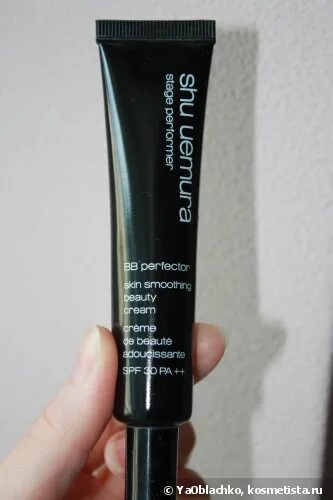 shu uemura
stage performer
BB perfector
skin smoothing
beauty
cream
crème
de beauté
adoucissante
SPF 30 PA ++
© YaOblachko, kosmetista.ru